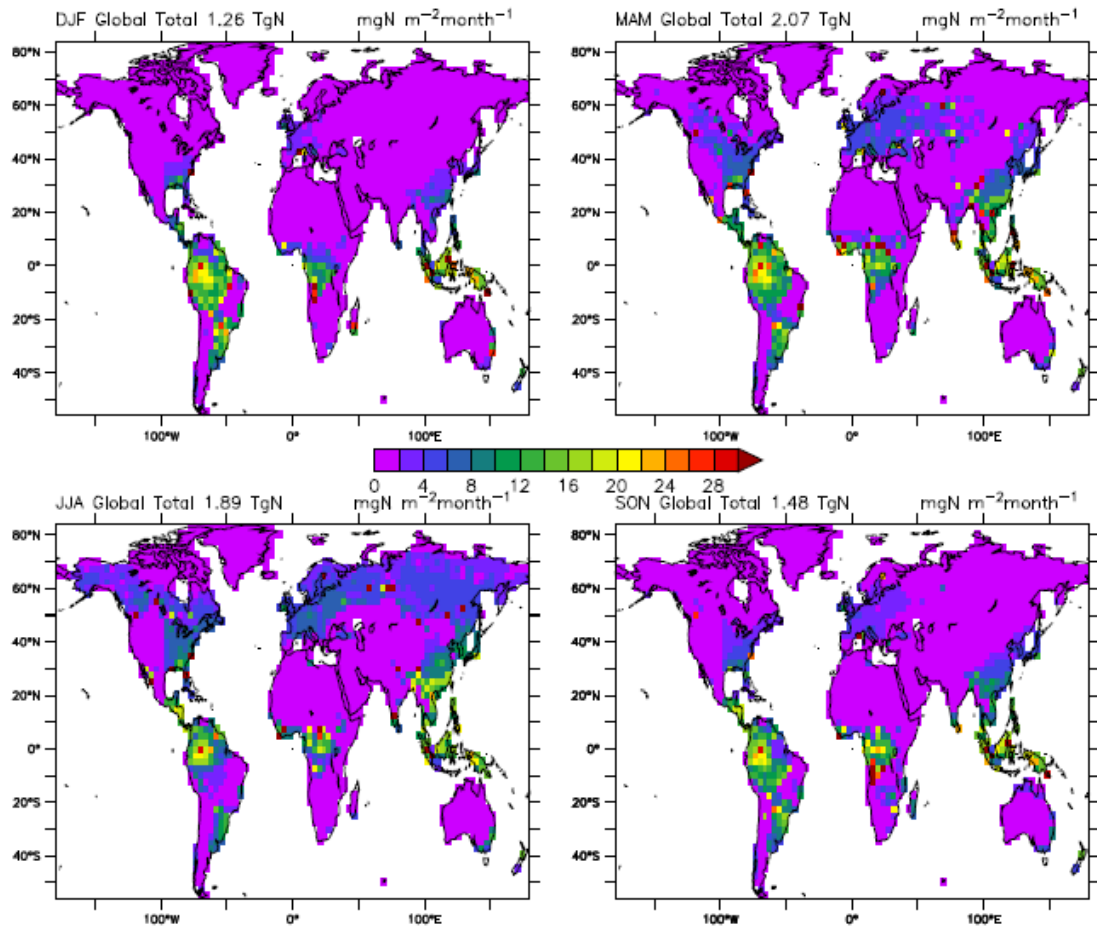 DJF Global Total 1.26 TgN mgN m⁻²month⁻¹
80°N
60°N
40°N
20°N
0°
20°S
40°S
100°W 0° 100°E
MAM Global Total 2.07 TgN mgN m⁻²month⁻¹
80°N
60°N
40°N
20°N
0°
20°S
40°S
100°W 0° 100°E
0 4 8 12 16 20 24 28
JJA Global Total 1.89 TgN mgN m⁻²month⁻¹
80°N
60°N
40°N
20°N
0°
20°S
40°S
100°W 0° 100°E
SON Global Total 1.48 TgN mgN m⁻²month⁻¹
80°N
60°N
40°N
20°N
0°
20°S
40°S
100°W 0° 100°E